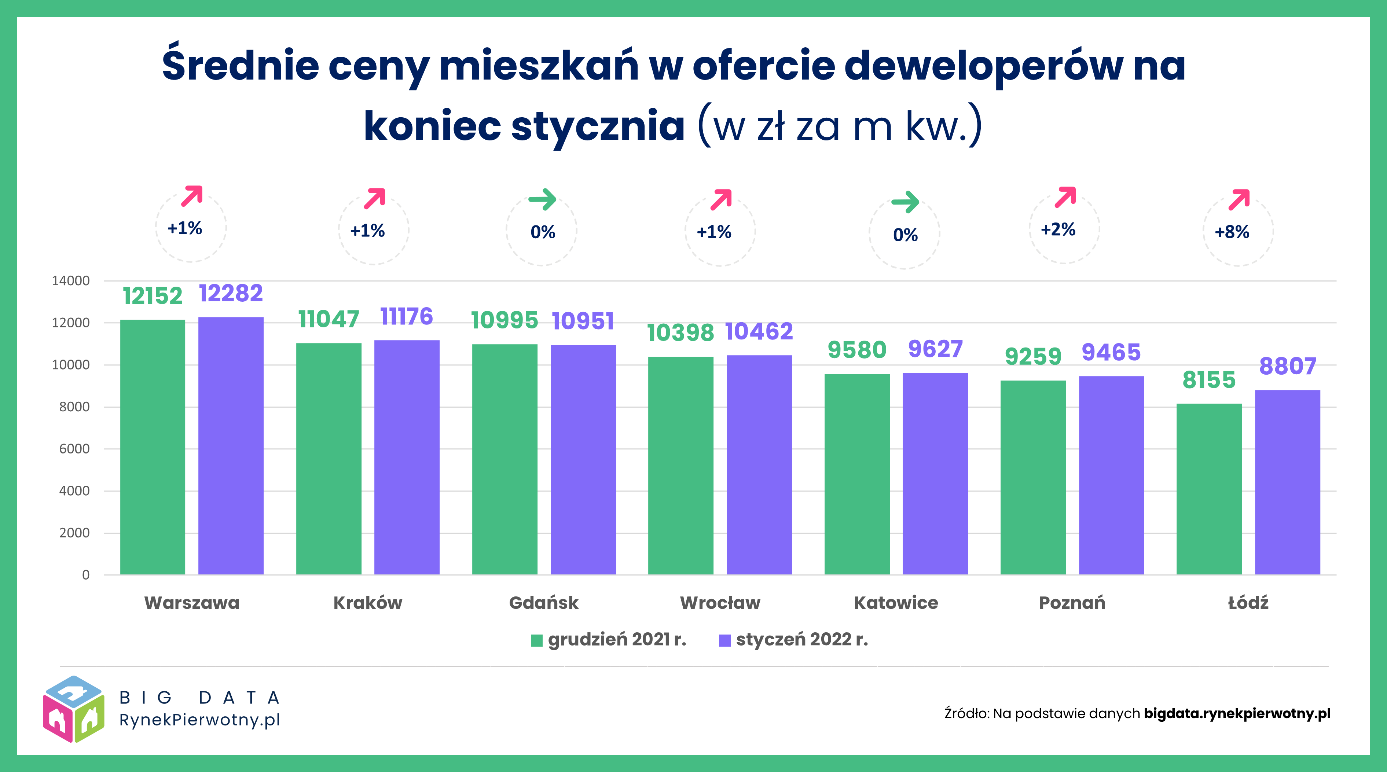 Średnie ceny mieszkań w ofercie deweloperów na
koniec stycznia (w zł za m kw.)
+1% +1% 0% +1% 0% +2% +8%
14000
12000
10000
8000
6000
4000
2000
0
12152 12282 11047 11176 10995 10951 10398 10462 9580 9627 9259 9465 8155 8807
Warszawa Kraków Gdańsk Wrocław Katowice Poznań Łódź
grudzień 2021 r. styczeń 2022 r.
BIG DATA
RynekPierwotny.pl
Źródło: Na podstawie danych bigdata.rynekpierwotny.pl